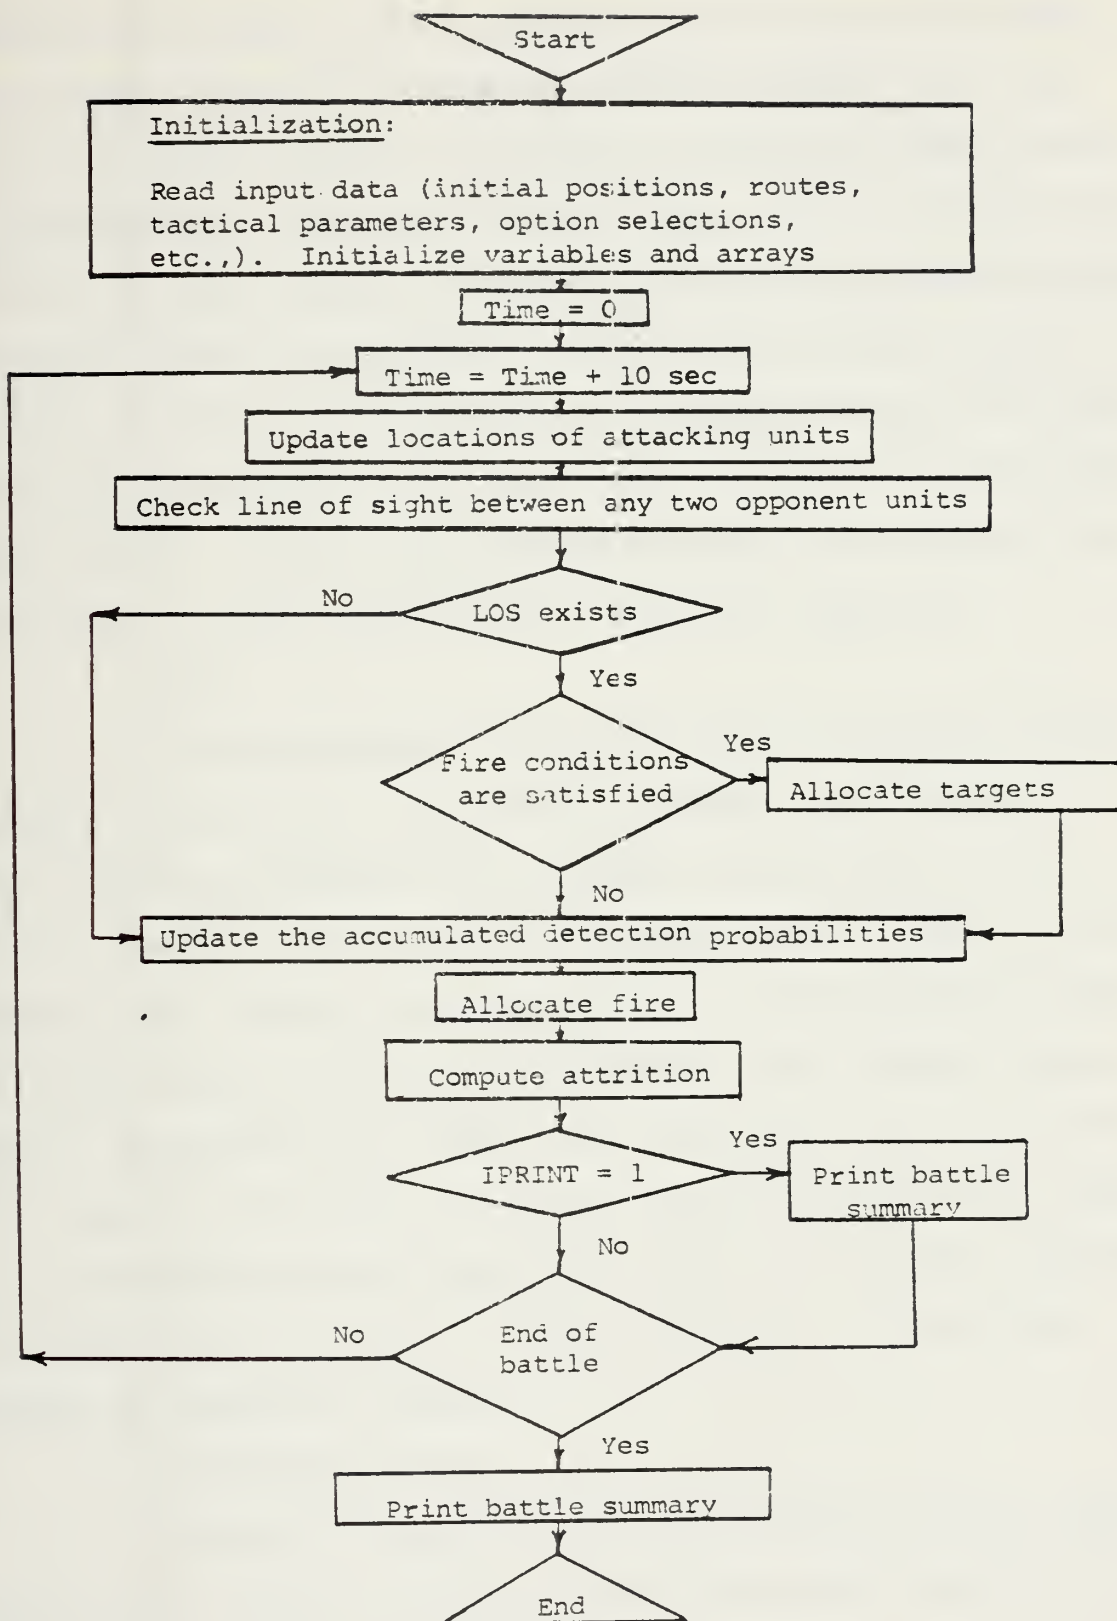 Start
Initialization:
Read input data (initial positions, routes,
tactical parameters, option selections,
etc.,). Initialize variables and arrays
Time = 0
Time = Time + 10 sec
Update locations of attacking units
Check line of sight between any two opponent units
No
LOS exists
Yes
Fire conditions
are satisfied
Yes
Allocate targets
No
Update the accumulated detection probabilities
Allocate fire
Compute attrition
IPRINT = 1
Yes
Print battle
summary
No
End of
battle
No
Yes
Print battle summary
End